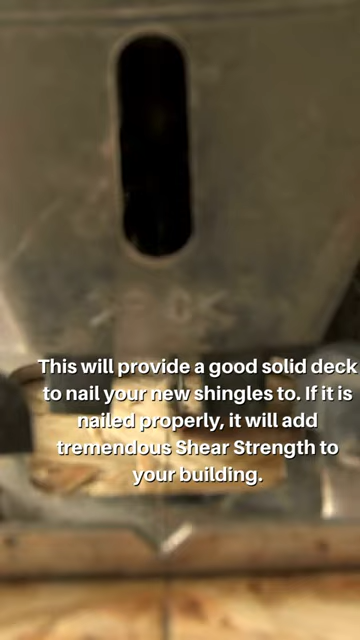 This will provide a good solid deck
to nail your new shingles to. If it is
nailed properly, it will add
tremendous Shear Strength to
your building.